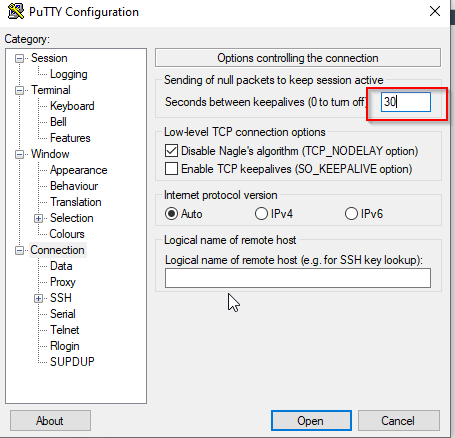 PuTTY Configuration
Category:
Session
Logging
Terminal
Keyboard
Bell
Features
Window
Appearance
Behaviour
Translation
Selection
Colours
Connection
Data
Proxy
SSH
Serial
Telnet
Rlogin
SUPDUP
Options controlling the connection
Sending of null packets to keep session active
Seconds between keepalives (0 to turn off) 30
Low-level TCP connection options
Disable Nagle's algorithm (TCP_NODELAY option)
Enable TCP keepalives (SO_KEEPALIVE option)
Internet protocol version
Auto IPv4 IPv6
Logical name of remote host
Logical name of remote host (e.g. for SSH key lookup):
About Open Cancel